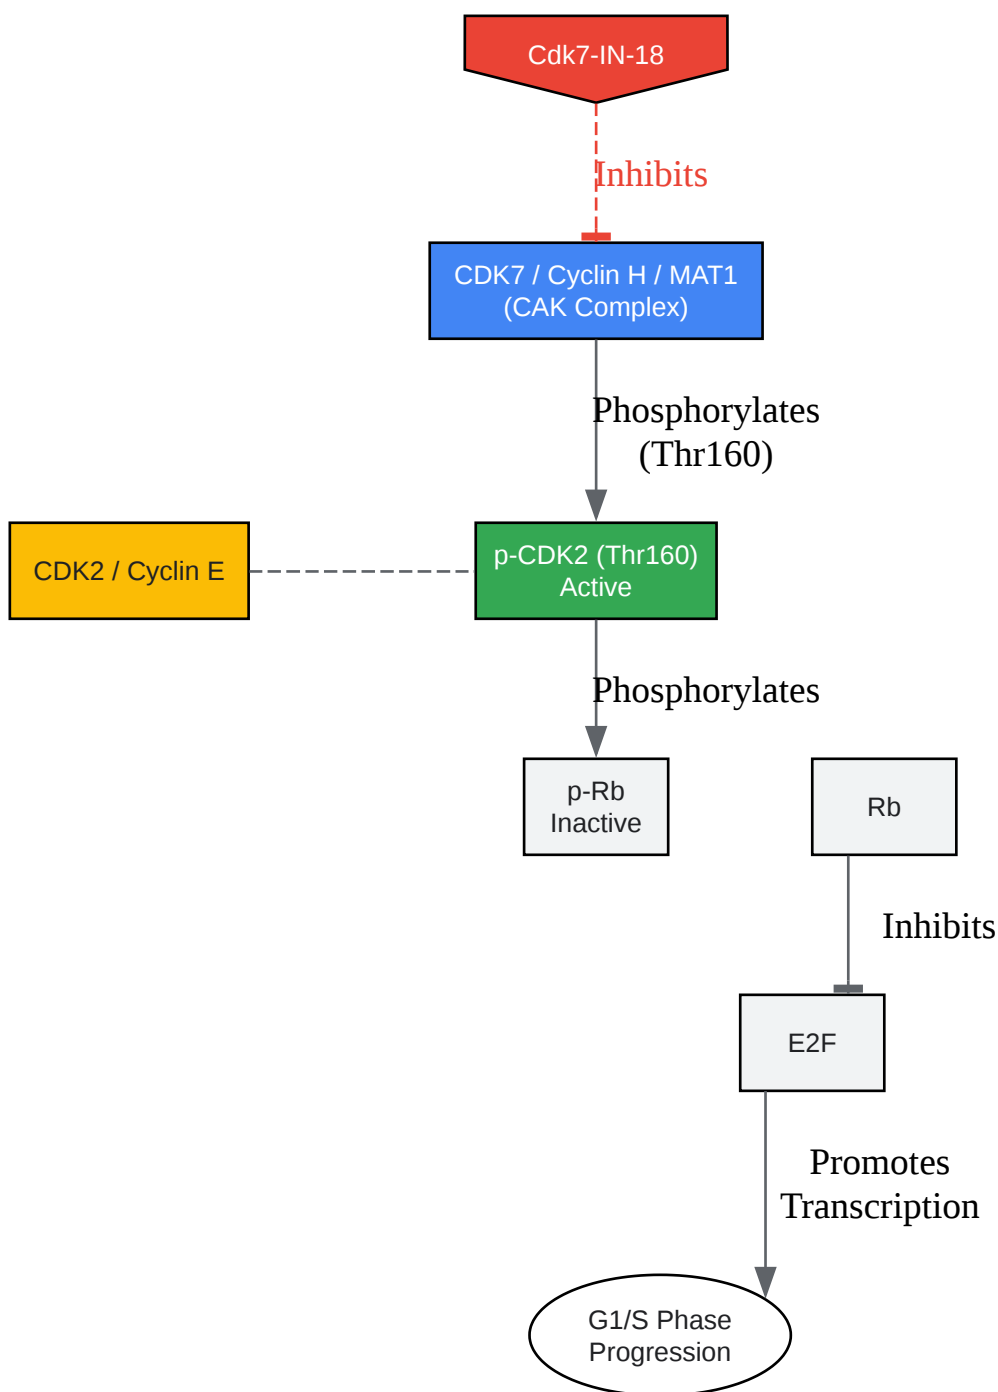 Cdk7-IN-18
Inhibits
CDK7 / Cyclin H / MAT1
(CAK Complex)
Phosphorylates
(Thr160)
CDK2 / Cyclin E
p-CDK2 (Thr160)
Active
Phosphorylates
p-Rb
Inactive
Rb
Inhibits
E2F
Promotes
Transcription
G1/S Phase
Progression